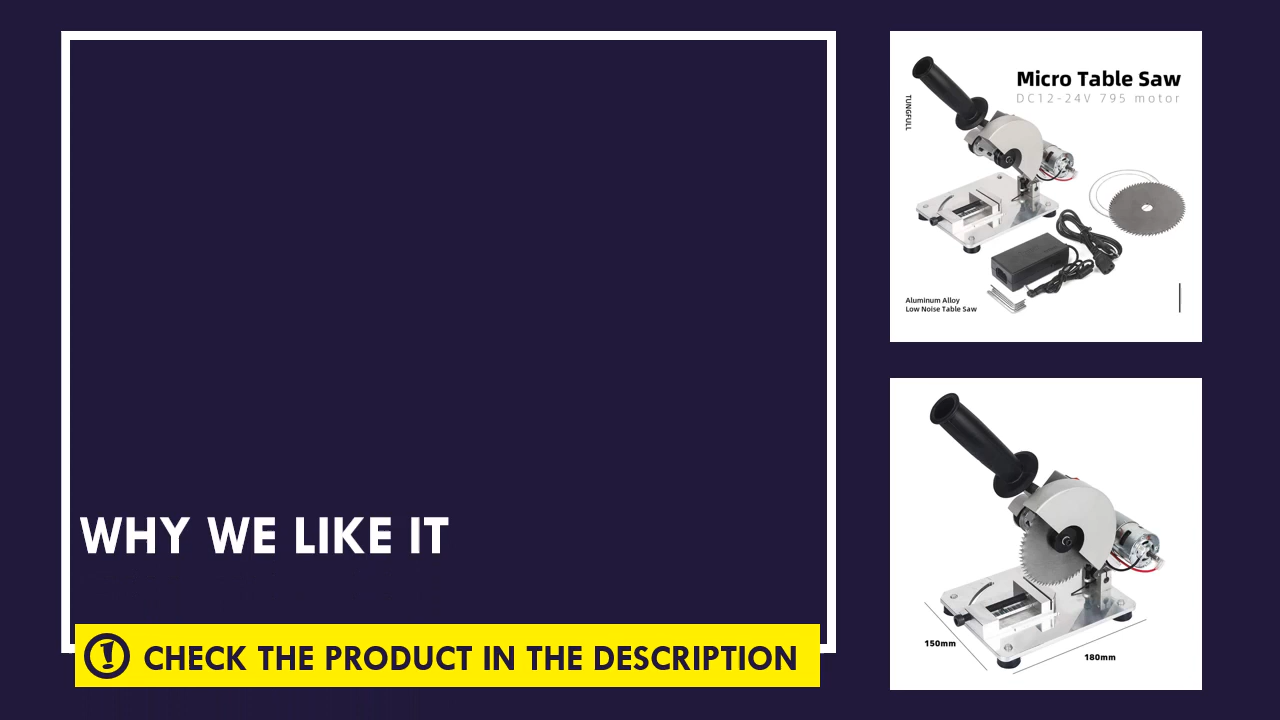 WHY WE LIKE IT
CHECK THE PRODUCT IN THE DESCRIPTION
Micro Table Saw
DC12-24V 795 motor
TUNGFULL
Aluminum Alloy
Low Noise Table Saw
150mm
180mm